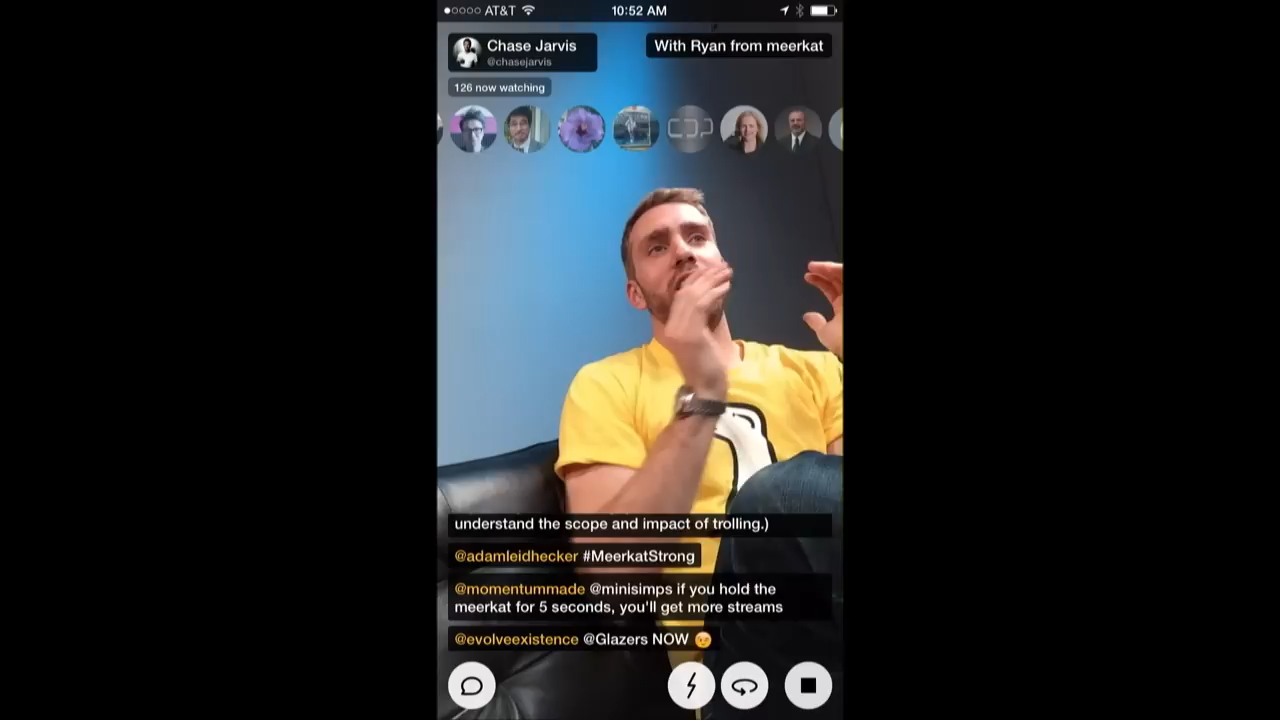 AT&T 10:52 AM
Chase Jarvis
@chasejarvis
With Ryan from meerkat
126 now watching
understand the scope and impact of trolling.)
@adamleidhecker #MeerkatStrong
@momentummade @minisimps if you hold the
meerkat for 5 seconds, you'll get more streams
@evolveexistence @Glazers NOW